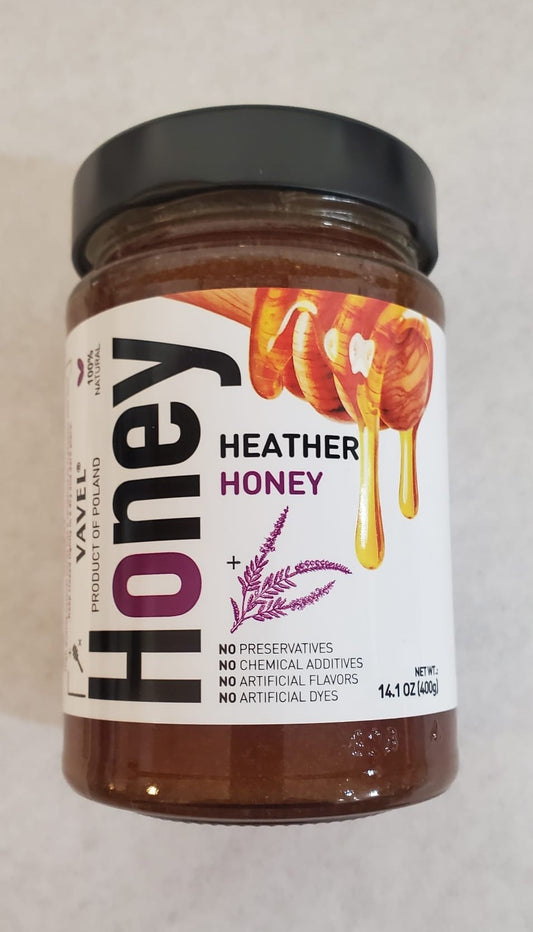 Honey
100%
NATURAL
VAVEL®
PRODUCT OF POLAND
HEATHER
HONEY
+
NO PRESERVATIVES
NO CHEMICAL ADDITIVES
NO ARTIFICIAL FLAVORS
NO ARTIFICIAL DYES
NET WT.:
14.1 OZ (400g)